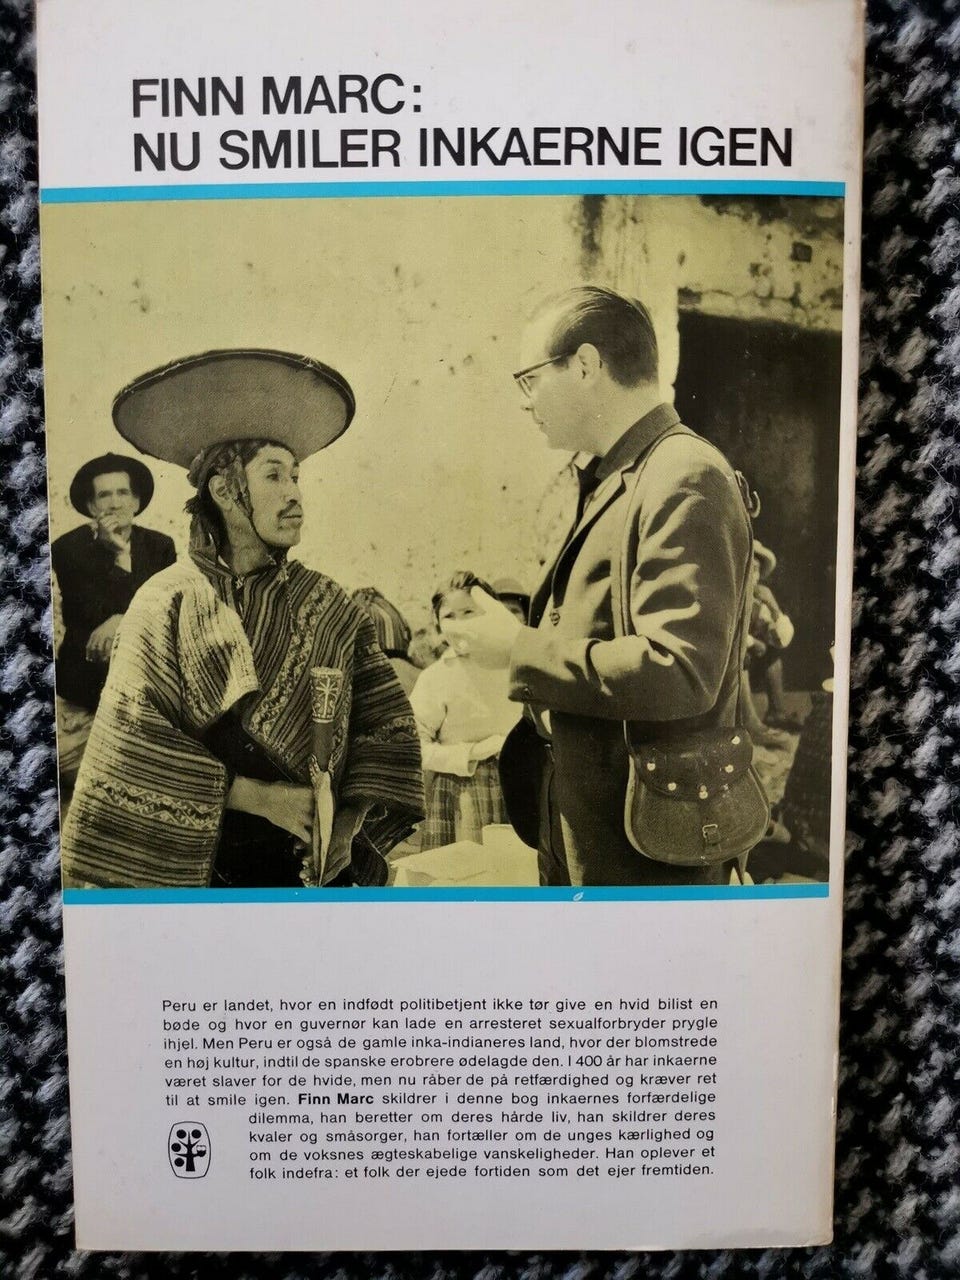 FINN MARC:
NU SMILER INKAERNE IGEN
Peru er landet, hvor en indfødt politibetjent ikke tør give en hvid bilist en
bøde og hvor en guvernør kan lade en arresteret sexualforbryder prygle
ihjel. Men Peru er også de gamle inka-indianeres land, hvor der blomstrede
en høj kultur, indtil de spanske erobrere ødelagde den. I 400 år har inkaerne
været slaver for de hvide, men nu råber de på retfærdighed og kræver ret
til at smile igen. Finn Marc skildrer i denne bog inkaernes forfærdelige
dilemma, han beretter om deres hårde liv, han skildrer deres
kvaler og småsorger, han fortæller om de unges kærlighed og
om de voksnes ægteskabelige vanskeligheder. Han oplever et
folk indefra: et folk der ejede fortiden som det ejer fremtiden.